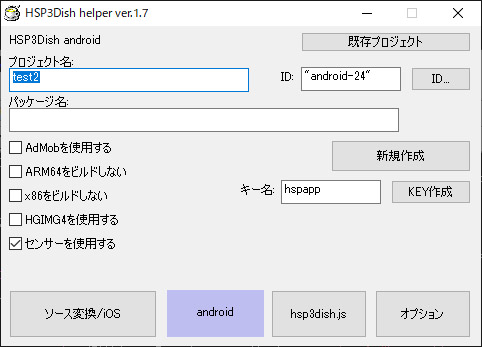 HSP3Dish helper ver.1.7
HSP3Dish android
既存プロジェクト
プロジェクト名:
test2
ID:
"android-24"
ID...
パッケージ名:
AdMobを使用する
新規作成
ARM64をビルドしない
x86をビルドしない
キー名:
hspapp
KEY作成
HGIMG4を使用する
センサーを使用する
ソース変換/iOS
android
hsp3dish.js
オプション